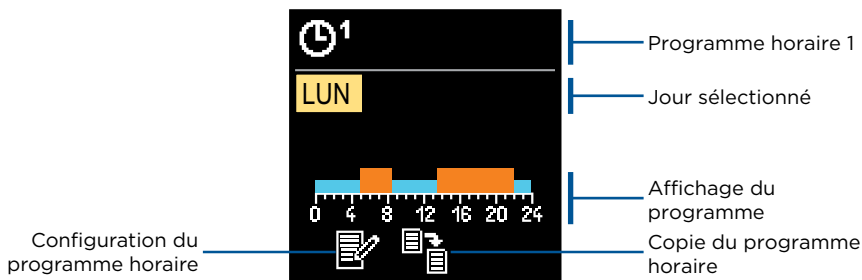 1
Programme horaire 1
LUN
Jour sélectionné
0 4 8 12 16 20 24
Affichage du
programme
Configuration du
programme horaire
Copie du programme
horaire